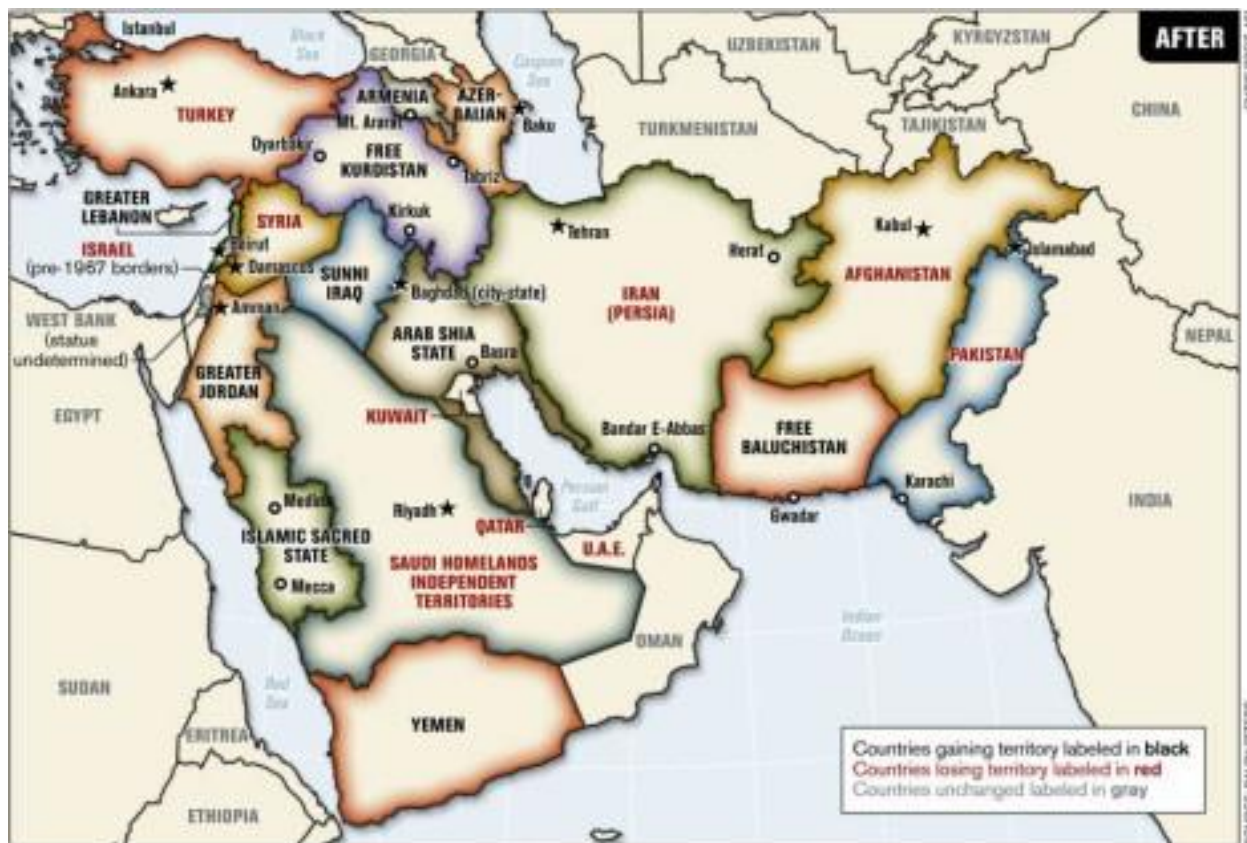 AFTER
Istanbul
Black
Sea
GEORGIA
Caspian
Sea
UZBEKISTAN
KYRGYZSTAN
Ankara
TURKEY
ARMENIA
AZER-
BAIJAN
Baku
Mt. Ararat
TURKMENISTAN
TAJIKISTAN
CHINA
Dyarbakir
FREE
KURDISTAN
Tabriz
GREATER
LEBANON
SYRIA
Kirkuk
Tehran
Herat
Kabul
Islamabad
ISRAEL
(pre-1967 borders)
Beirut
Damascus
SUNNI
IRAQ
Baghdad (city-state)
IRAN
(PERSIA)
AFGHANISTAN
WEST BANK
(status
undetermined)
Amman
ARAB SHIA
STATE
Basra
PAKISTAN
NEPAL
GREATER
JORDAN
EGYPT
KUWAIT
Bandar E-Abbas
FREE
BALUCHISTAN
Medina
Riyadh
Persian
Gulf
Gwadar
Karachi
INDIA
ISLAMIC SACRED
STATE
QATAR
U.A.E.
Mecca
SAUDI HOMELANDS
INDEPENDENT
TERRITORIES
OMAN
Indian
Ocean
SUDAN
Red
Sea
YEMEN
ERITREA
ETHIOPIA
Countries gaining territory labeled in black
Countries losing territory labeled in red
Countries unchanged labeled in gray